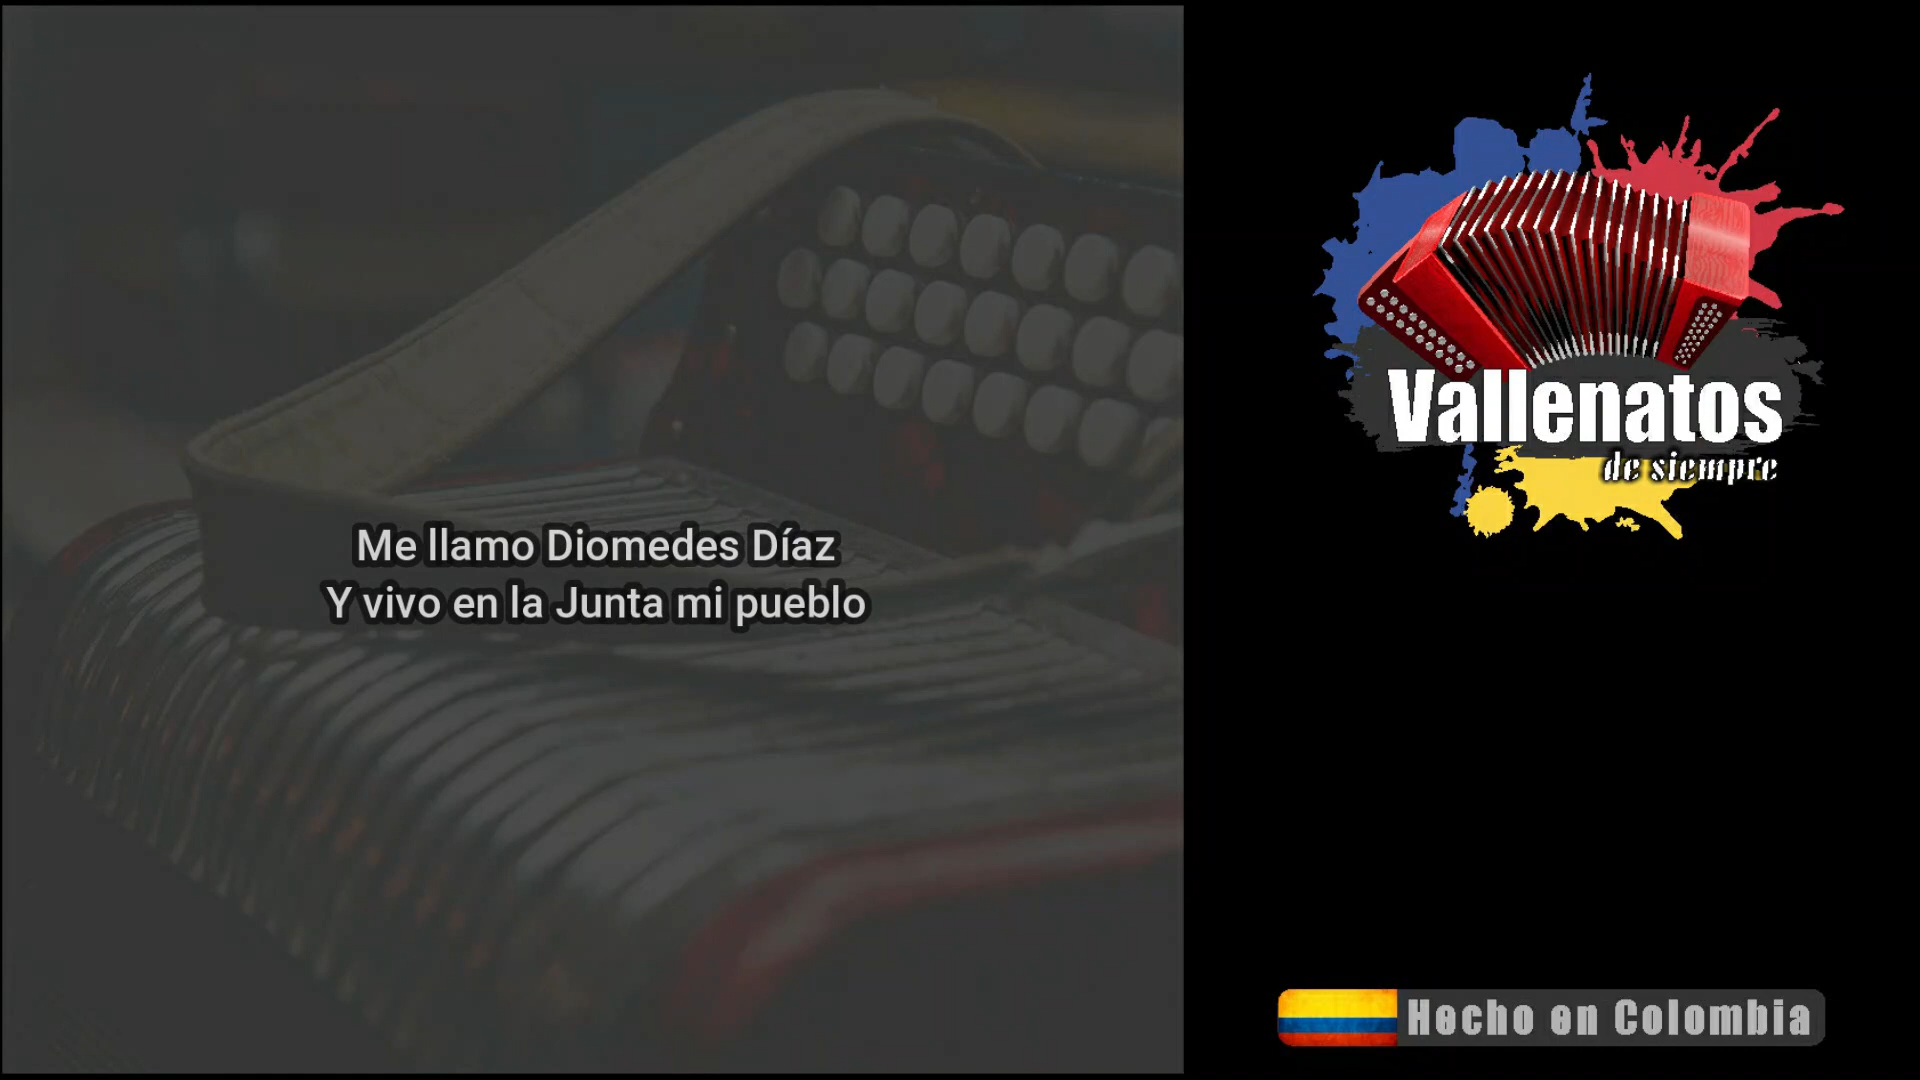 Me llamo Diomedes Díaz
Y vivo en la Junta mi pueblo
Vallenatos
de siempre
Hecho en Colombia